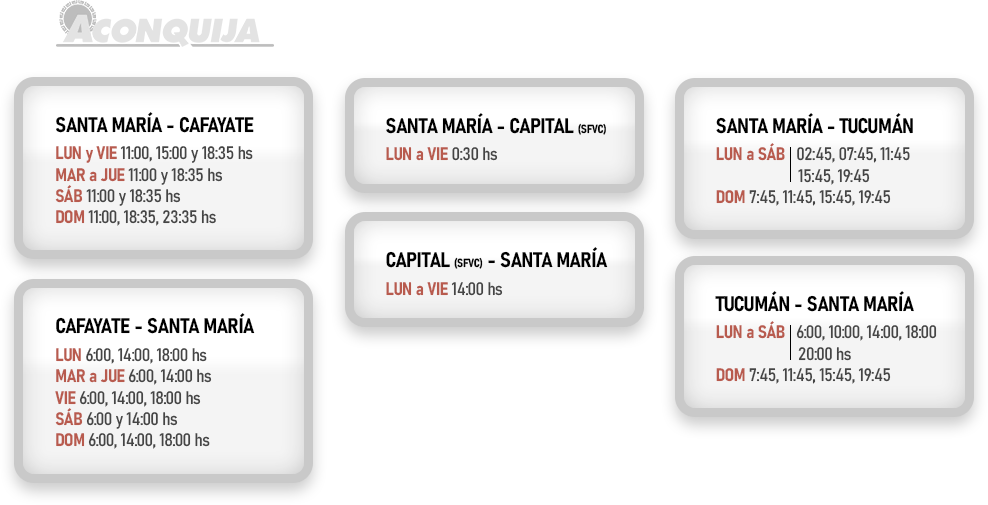 ACONQUIJA
SANTA MARÍA - CAFAYATE
LUN y VIE 11:00, 15:00 y 18:35 hs
MAR a JUE 11:00 y 18:35 hs
SÁB 11:00 y 18:35 hs
DOM 11:00, 18:35, 23:35 hs
CAFAYATE - SANTA MARÍA
LUN 6:00, 14:00, 18:00 hs
MAR a JUE 6:00, 14:00 hs
VIE 6:00, 14:00, 18:00 hs
SÁB 6:00 y 14:00 hs
DOM 6:00, 14:00, 18:00 hs
SANTA MARÍA - CAPITAL (SFVC)
LUN a VIE 0:30 hs
CAPITAL (SFVC) - SANTA MARÍA
LUN a VIE 14:00 hs
SANTA MARÍA - TUCUMÁN
LUN a SÁB 02:45, 07:45, 11:45
15:45, 19:45
DOM 7:45, 11:45, 15:45, 19:45
TUCUMÁN - SANTA MARÍA
LUN a SÁB 6:00, 10:00, 14:00, 18:00
20:00 hs
DOM 7:45, 11:45, 15:45, 19:45